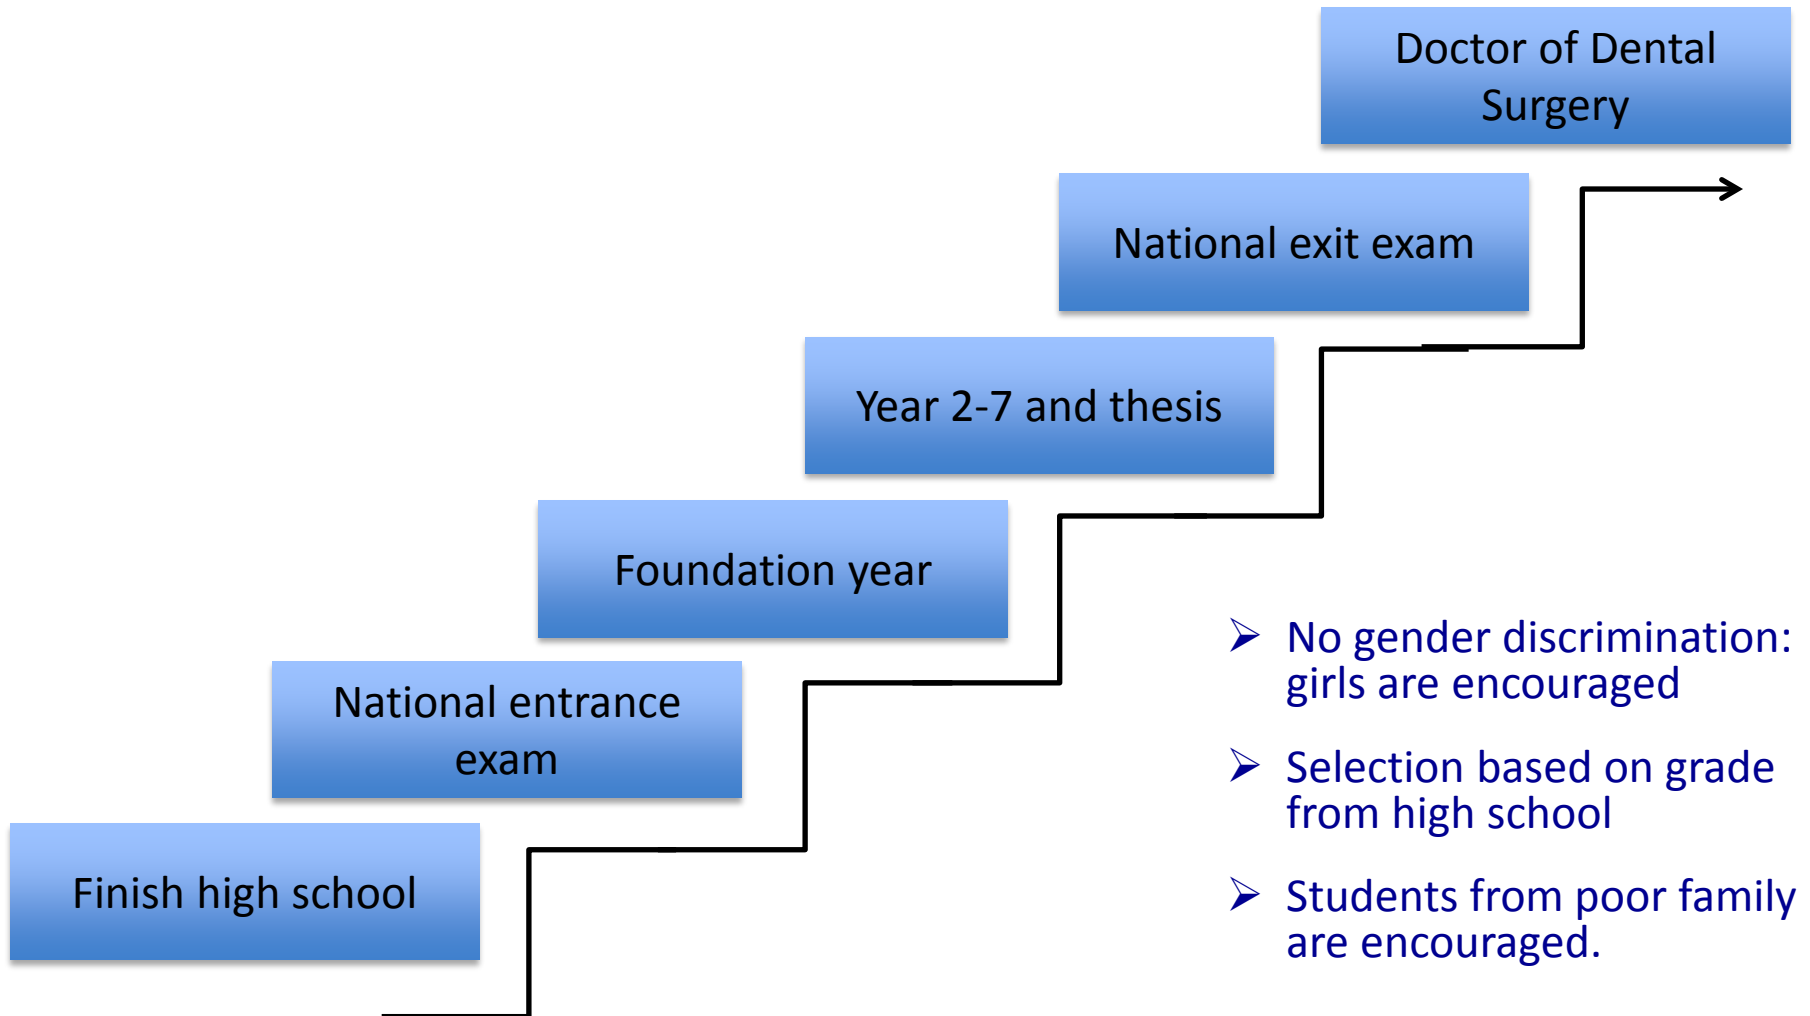 Doctor of Dental
Surgery
National exit exam
Year 2-7 and thesis
Foundation year
National entrance
exam
Finish high school
➢ No gender discrimination:
girls are encouraged
➢ Selection based on grade
from high school
➢ Students from poor family
are encouraged.